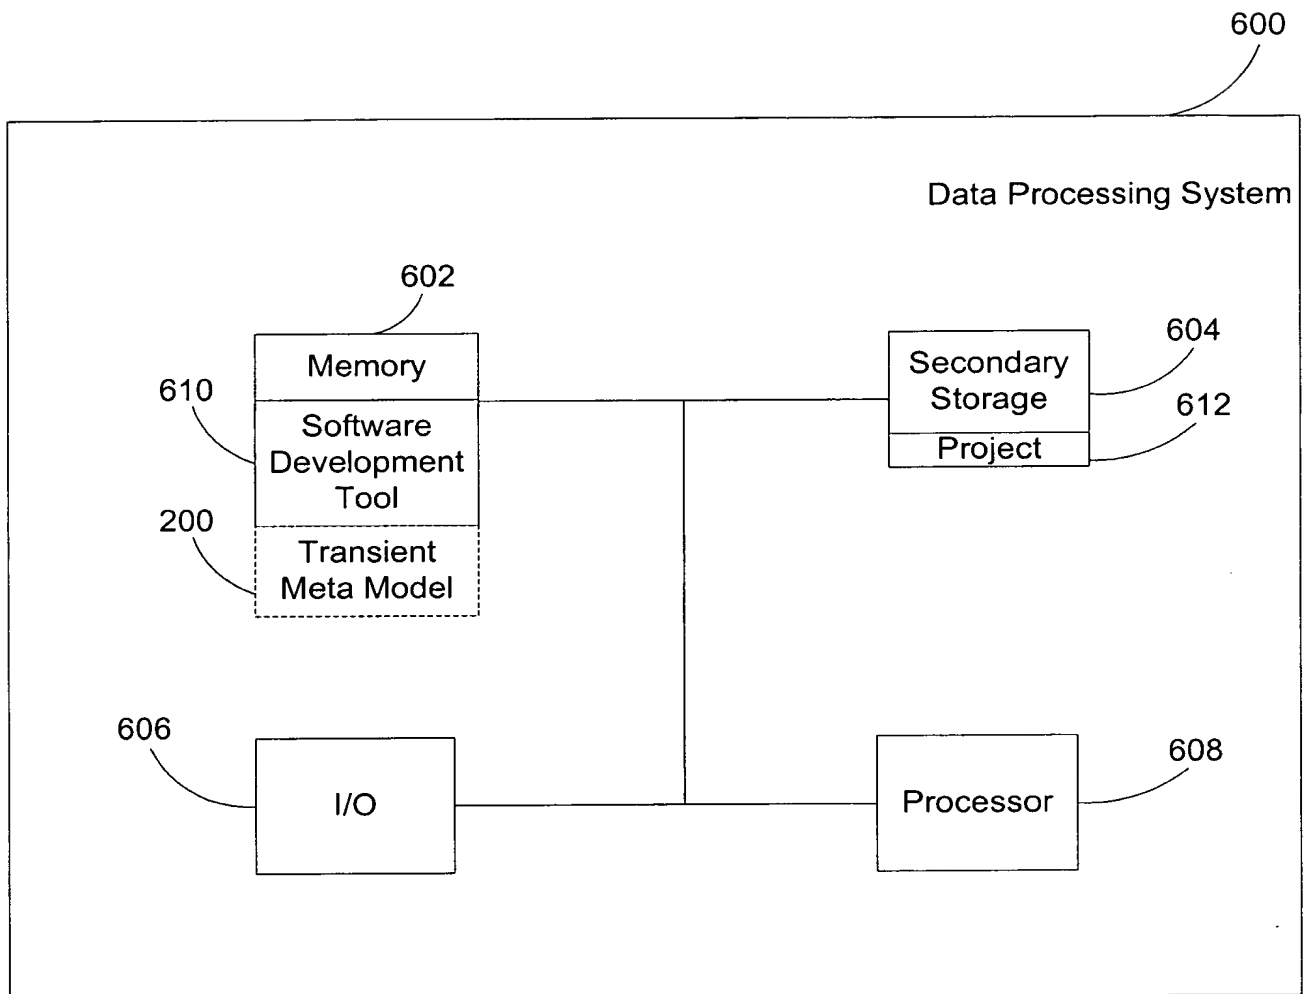 600
Data Processing System
602
Memory
610
Software
Development
Tool
200
Transient
Meta Model
604
Secondary
Storage
612
Project
606
I/O
608
Processor